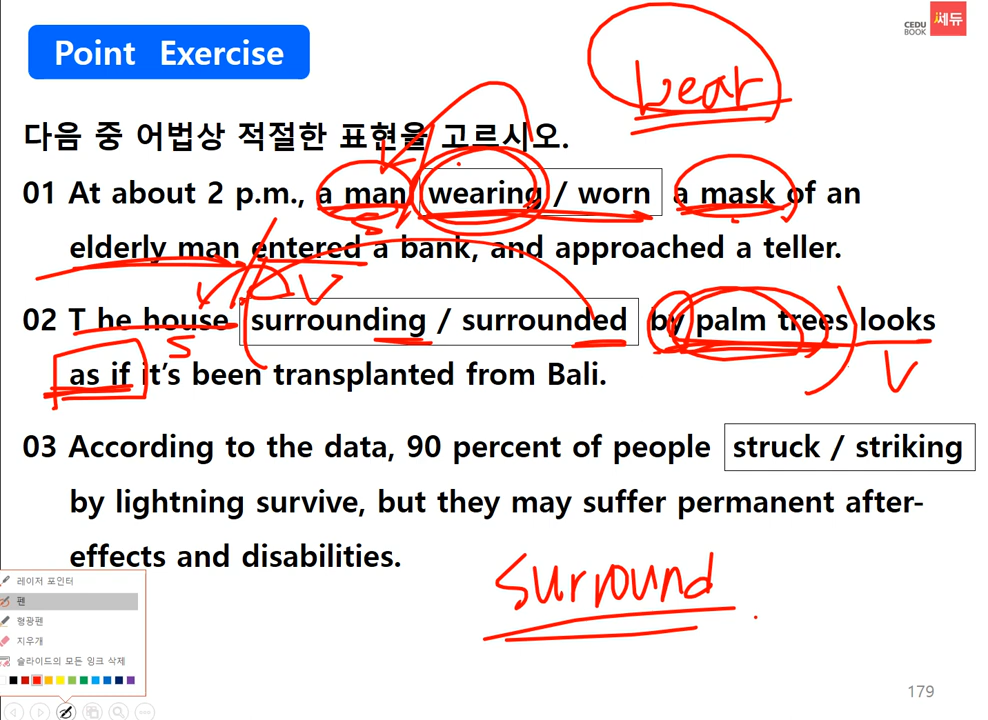 CEDU
BOOK
쎄듀
Point Exercise
wear
다음 중 어법상 적절한 표현을 고르시오.
01 At about 2 p.m., a man wearing / worn a mask of an
S
elderly man entered a bank, and approached a teller.
V
02 T he house surrounding / surrounded by palm trees looks
S
as if it's been transplanted from Bali.
V
03 According to the data, 90 percent of people struck / striking
by lightning survive, but they may suffer permanent after-
effects and disabilities.
surround
레이저 포인터
펜
형광펜
지우개
슬라이드의 모든 잉크 삭제
179